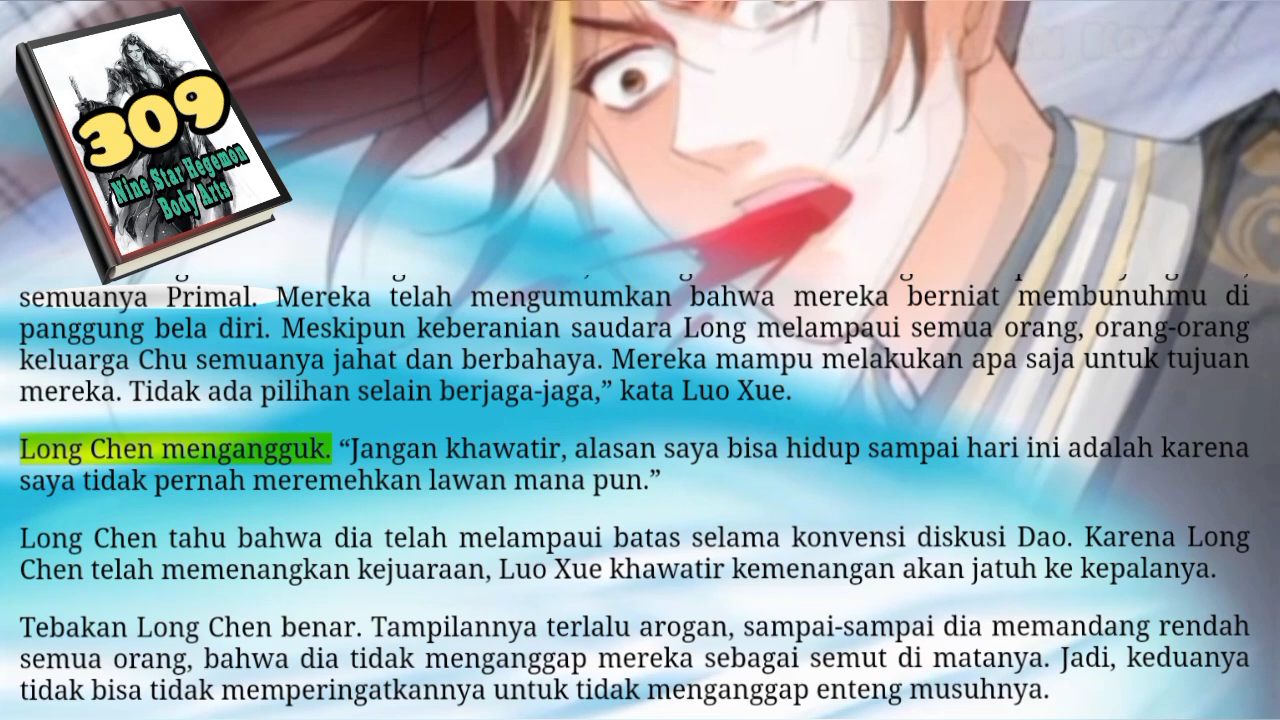 309
Nine Star Hegemon
Body Arts
semuanya Primal. Mereka telah mengumumkan bahwa mereka berniat membunuhmu di
panggung bela diri. Meskipun keberanian saudara Long melampaui semua orang, orang-orang
keluarga Chu semuanya jahat dan berbahaya. Mereka mampu melakukan apa saja untuk tujuan
mereka. Tidak ada pilihan selain berjaga-jaga,” kata Luo Xue.
Long Chen mengangguk. “Jangan khawatir, alasan saya bisa hidup sampai hari ini adalah karena
saya tidak pernah meremehkan lawan mana pun.”
Long Chen tahu bahwa dia telah melampaui batas selama konvensi diskusi Dao. Karena Long
Chen telah memenangkan kejuaraan, Luo Xue khawatir kemenangan akan jatuh ke kepalanya.
Tebakan Long Chen benar. Tampilannya terlalu arogan, sampai-sampai dia memandang rendah
semua orang, bahwa dia tidak menganggap mereka sebagai semut di matanya. Jadi, keduanya
tidak bisa tidak memperingatkannya untuk tidak menganggap enteng musuhnya.